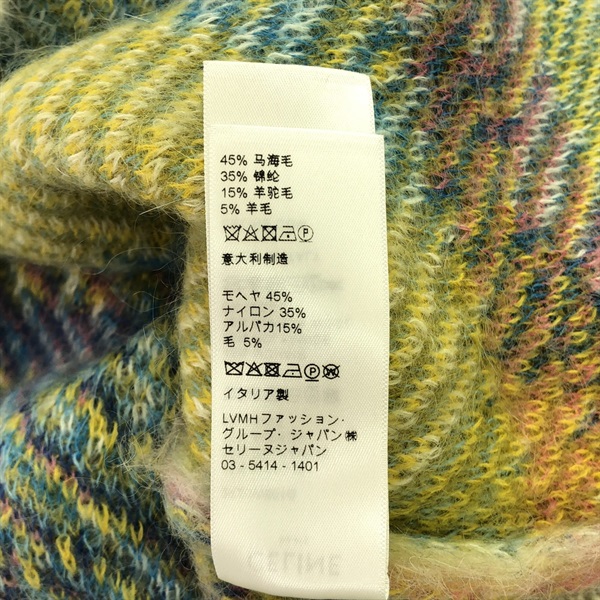 45% 马海毛
35% 锦纶
15% 羊驼毛
5% 羊毛
意大利制造
モヘヤ 45%
ナイロン 35%
アルパカ15%
毛 5%
イタリア製
LVMHファッション・
グループ・ジャパン㈱
セリーヌジャパン
03 - 5414 - 1401
CELINE